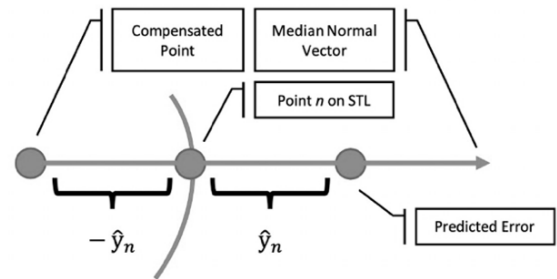 Compensated
Point
Median Normal
Vector
Point n on STL
− ŷn
ŷn
Predicted Error